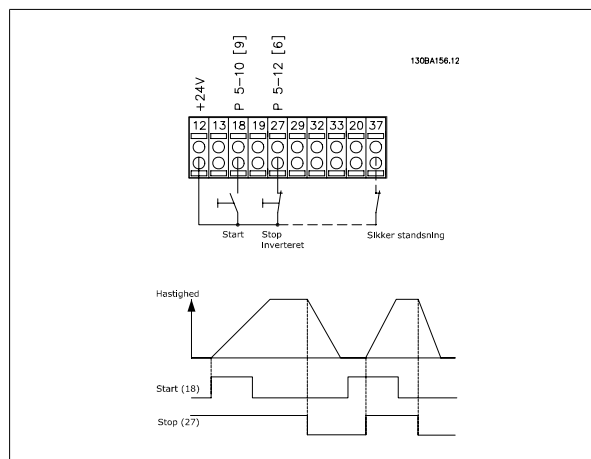 130BA156.12
+24V
P 5-10 [9]
P 5-12 [6]
12 13 18 19 27 29 32 33 20 37
Start
Stop
Inverteret
Sikker standsning
Hastighed
Start (18)
Stop (27)